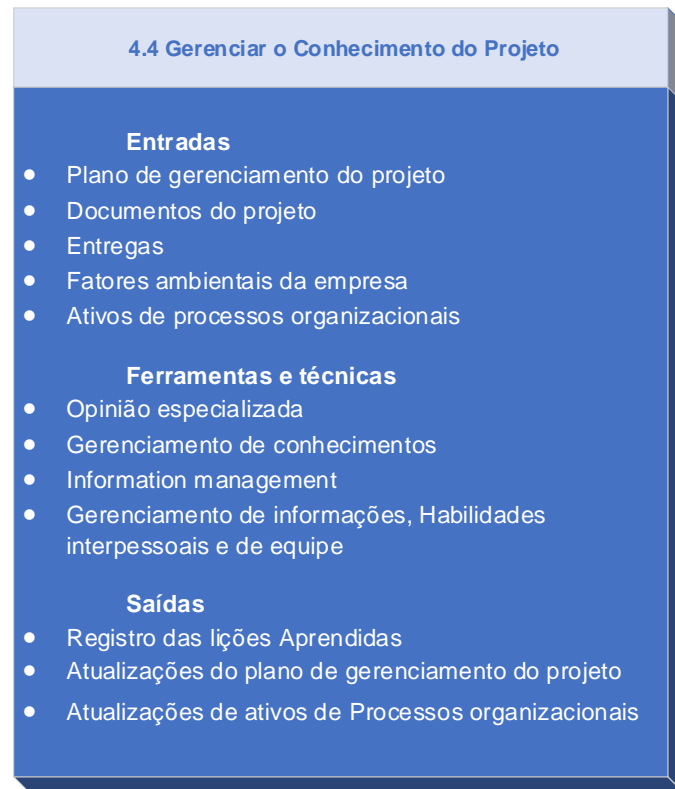 4.4 Gerenciar o Conhecimento do Projeto
Entradas
• Plano de gerenciamento do projeto
• Documentos do projeto
• Entregas
• Fatores ambientais da empresa
• Ativos de processos organizacionais
Ferramentas e técnicas
• Opinião especializada
• Gerenciamento de conhecimentos
• Information management
• Gerenciamento de informações, Habilidades
interpessoais e de equipe
Saídas
• Registro das lições Aprendidas
• Atualizações do plano de gerenciamento do projeto
• Atualizações de ativos de Processos organizacionais